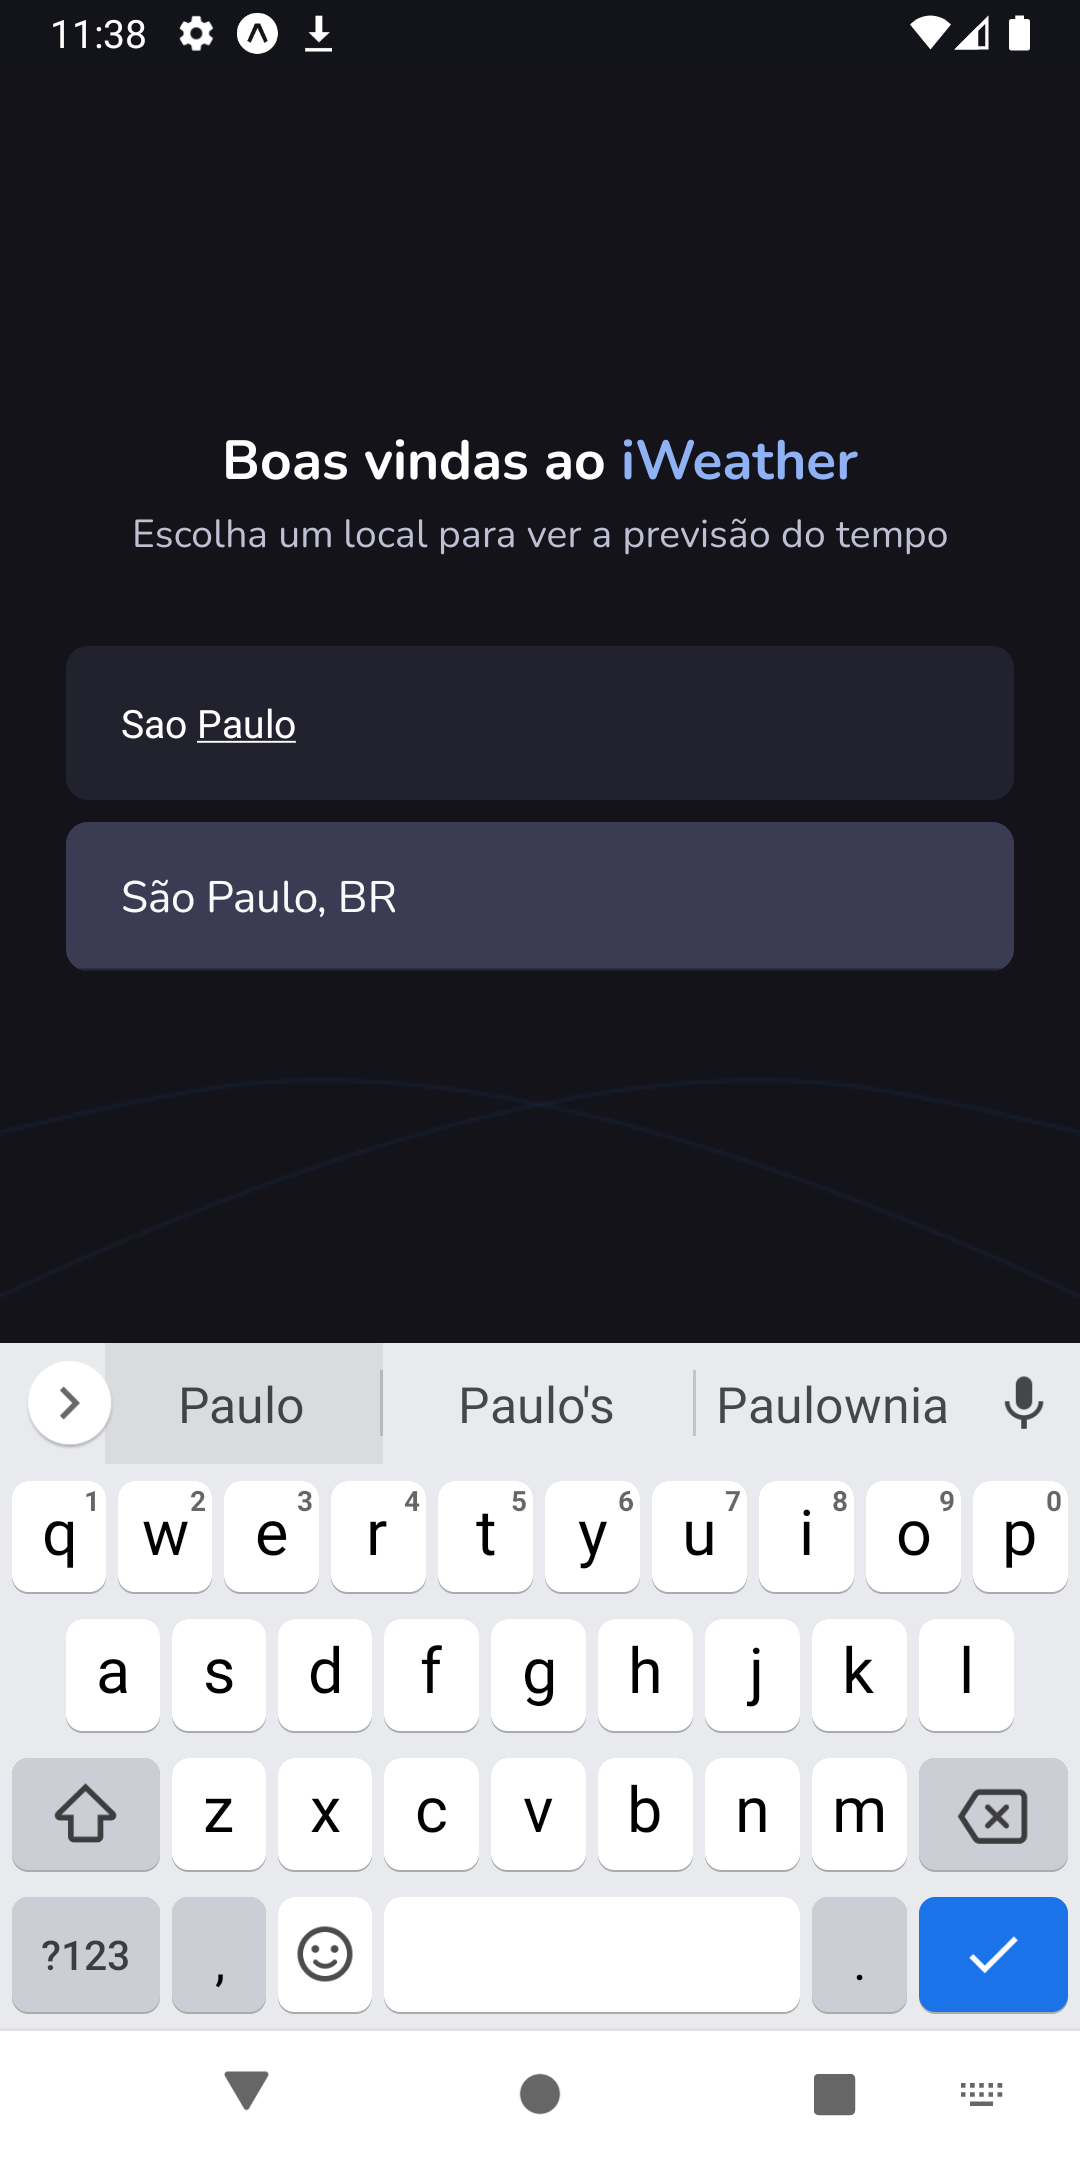 11:38
Boas vindas ao iWeather
Escolha um local para ver a previsão do tempo
Sao Paulo
São Paulo, BR
Paulo Paulo's Paulownia
q 1 w 2 e 3 r 4 t 5 y 6 u 7 i 8 o 9 p 0
a s d f g h j k l
z x c v b n m
?123 , .